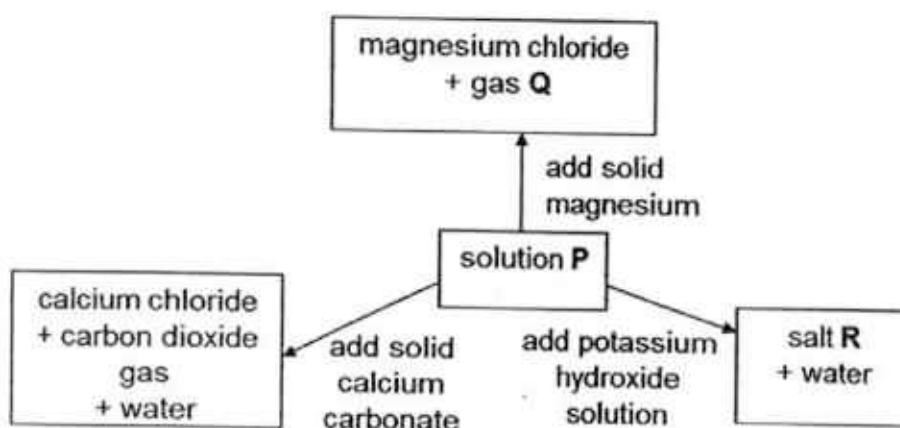 magnesium chloride
+ gas Q
add solid
magnesium
solution P
calcium chloride
+ carbon dioxide
gas
+ water
add solid
calcium
carbonate
add potassium
hydroxide
solution
salt R
+ water